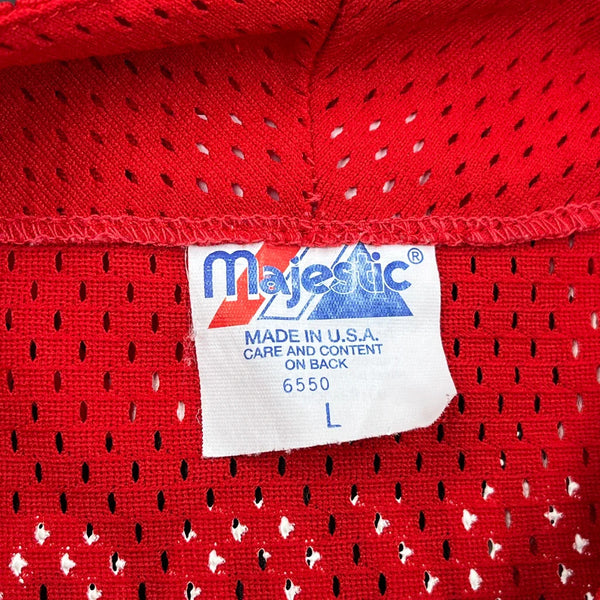 Majestic®
MADE IN U.S.A.
CARE AND CONTENT
ON BACK
6550
L